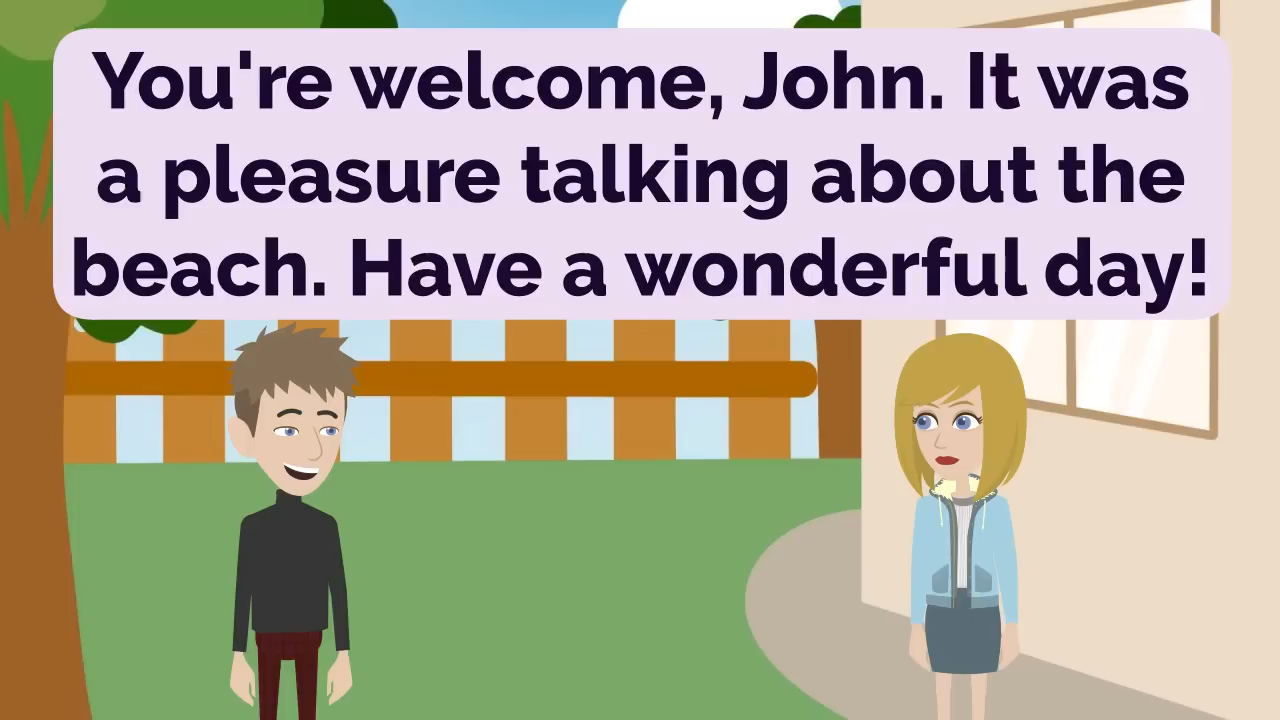 You're welcome, John. It was
a pleasure talking about the
beach. Have a wonderful day!